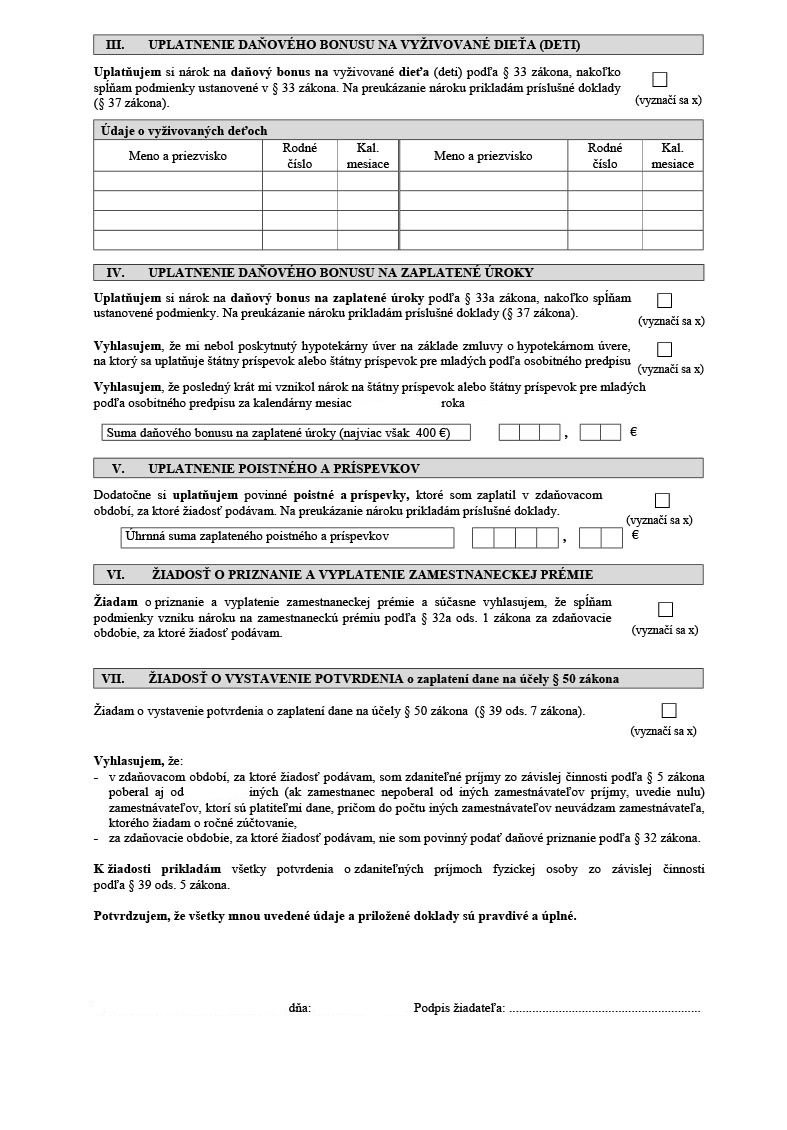 III. UPLATNENIE DAŇOVÉHO BONUSU NA VYŽIVOVANÉ DIEŤA (DETI)
Uplatňujem si nárok na daňový bonus na vyživované dieťa (deti) podľa § 33 zákona, nakoľko
spĺňam podmienky ustanovené v § 33 zákona. Na preukázanie nároku prikladám príslušné doklady
(§ 37 zákona).
(vyznačí sa x)
Údaje o vyživovaných deťoch
Meno a priezvisko Rodné číslo Kal. mesiace Meno a priezvisko Rodné číslo Kal. mesiace
IV. UPLATNENIE DAŇOVÉHO BONUSU NA ZAPLATENÉ ÚROKY
Uplatňujem si nárok na daňový bonus na zaplatené úroky podľa § 33a zákona, nakoľko spĺňam
ustanovené podmienky. Na preukázanie nároku prikladám príslušné doklady (§ 37 zákona).
(vyznačí sa x)
Vyhlasujem, že mi nebol poskytnutý hypotekárny úver na základe zmluvy o hypotekárnom úvere,
na ktorý sa uplatňuje štátny príspevok alebo štátny príspevok pre mladých podľa osobitného predpisu
(vyznačí sa x)
Vyhlasujem, že posledný krát mi vznikol nárok na štátny príspevok alebo štátny príspevok pre mladých
podľa osobitného predpisu za kalendárny mesiac roka
Suma daňového bonusu na zaplatené úroky (najviac však 400 €) , €
V. UPLATNENIE POISTNÉHO A PRÍSPEVKOV
Dodatočne si uplatňujem povinné poistné a príspevky, ktoré som zaplatil v zdaňovacom
období, za ktoré žiadosť podávam. Na preukázanie nároku prikladám príslušné doklady.
(vyznačí sa x)
Úhrnná suma zaplateného poistného a príspevkov , €
VI. ŽIADOSŤ O PRIZNANIE A VYPLATENIE ZAMESTNANECKEJ PRÉMIE
Žiadam o priznanie a vyplatenie zamestnaneckej prémie a súčasne vyhlasujem, že spĺňam
podmienky vzniku nároku na zamestnaneckú prémiu podľa § 32a ods. 1 zákona za zdaňovacie
obdobie, za ktoré žiadosť podávam.
(vyznačí sa x)
VII. ŽIADOSŤ O VYSTAVENIE POTVRDENIA o zaplatení dane na účely § 50 zákona
Žiadam o vystavenie potvrdenia o zaplatení dane na účely § 50 zákona (§ 39 ods. 7 zákona).
(vyznačí sa x)
Vyhlasujem, že:
- v zdaňovacom období, za ktoré žiadosť podávam, som zdaniteľné príjmy zo závislej činnosti podľa § 5 zákona
poberal aj od iných (ak zamestnanec nepoberal od iných zamestnávateľov príjmy, uvedie nulu)
zamestnávateľov, ktorí sú platiteľmi dane, pričom do počtu iných zamestnávateľov neuvádzam zamestnávateľa,
ktorého žiadam o ročné zúčtovanie,
- za zdaňovacie obdobie, za ktoré žiadosť podávam, nie som povinný podať daňové priznanie podľa § 32 zákona.
K žiadosti prikladám všetky potvrdenia o zdaniteľných príjmoch fyzickej osoby zo závislej činnosti
podľa § 39 ods. 5 zákona.
Potvrdzujem, že všetky mnou uvedené údaje a priložené doklady sú pravdivé a úplné.
dňa: Podpis žiadateľa: ..........................................................